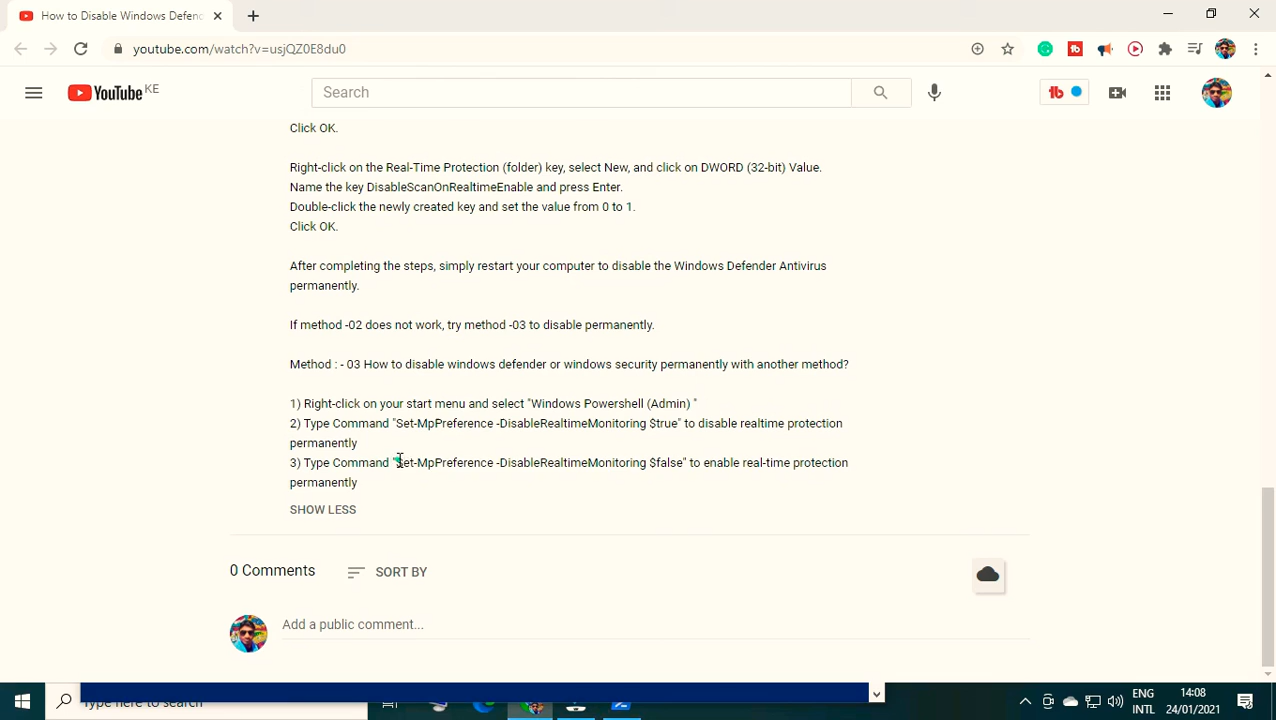 How to Disable Windows Defend
youtube.com/watch?v=usjQZ0E8du0
YouTube KE
Search
Click OK.
Right-click on the Real-Time Protection (folder) key, select New, and click on DWORD (32-bit) Value.
Name the key DisableScanOnRealtimeEnable and press Enter.
Double-click the newly created key and set the value from 0 to 1.
Click OK.
After completing the steps, simply restart your computer to disable the Windows Defender Antivirus
permanently.
If method -02 does not work, try method -03 to disable permanently.
Method : - 03 How to disable windows defender or windows security permanently with another method?
1) Right-click on your start menu and select "Windows Powershell (Admin) "
2) Type Command "Set-MpPreference -DisableRealtimeMonitoring $true" to disable realtime protection
permanently
3) Type Command "Set-MpPreference -DisableRealtimeMonitoring $false" to enable real-time protection
permanently
SHOW LESS
0 Comments
SORT BY
Add a public comment...
Type here to search
ENG
INTL
14:08
24/01/2021